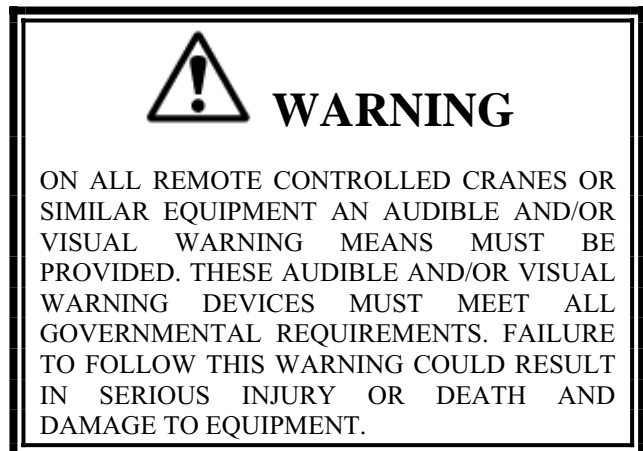 WARNING
ON ALL REMOTE CONTROLLED CRANES OR
SIMILAR EQUIPMENT AN AUDIBLE AND/OR
VISUAL WARNING MEANS MUST BE
PROVIDED. THESE AUDIBLE AND/OR VISUAL
WARNING DEVICES MUST MEET ALL
GOVERNMENTAL REQUIREMENTS. FAILURE
TO FOLLOW THIS WARNING COULD RESULT
IN SERIOUS INJURY OR DEATH AND
DAMAGE TO EQUIPMENT.